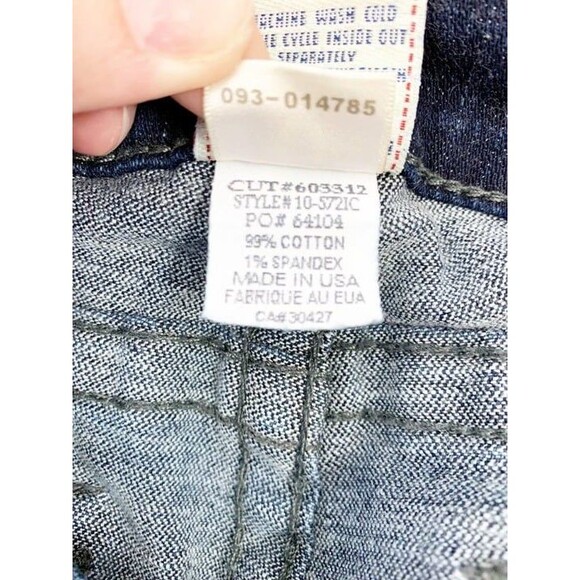 MACHINE WASH COLD
CYCLE INSIDE OUT
SEPARATELY
093-014785
CUT# 603312
STYLE# 10-572IC
PO# 64104
99% COTTON
1% SPANDEX
MADE IN USA
FABRIQUE AU EUA
CA# 30427